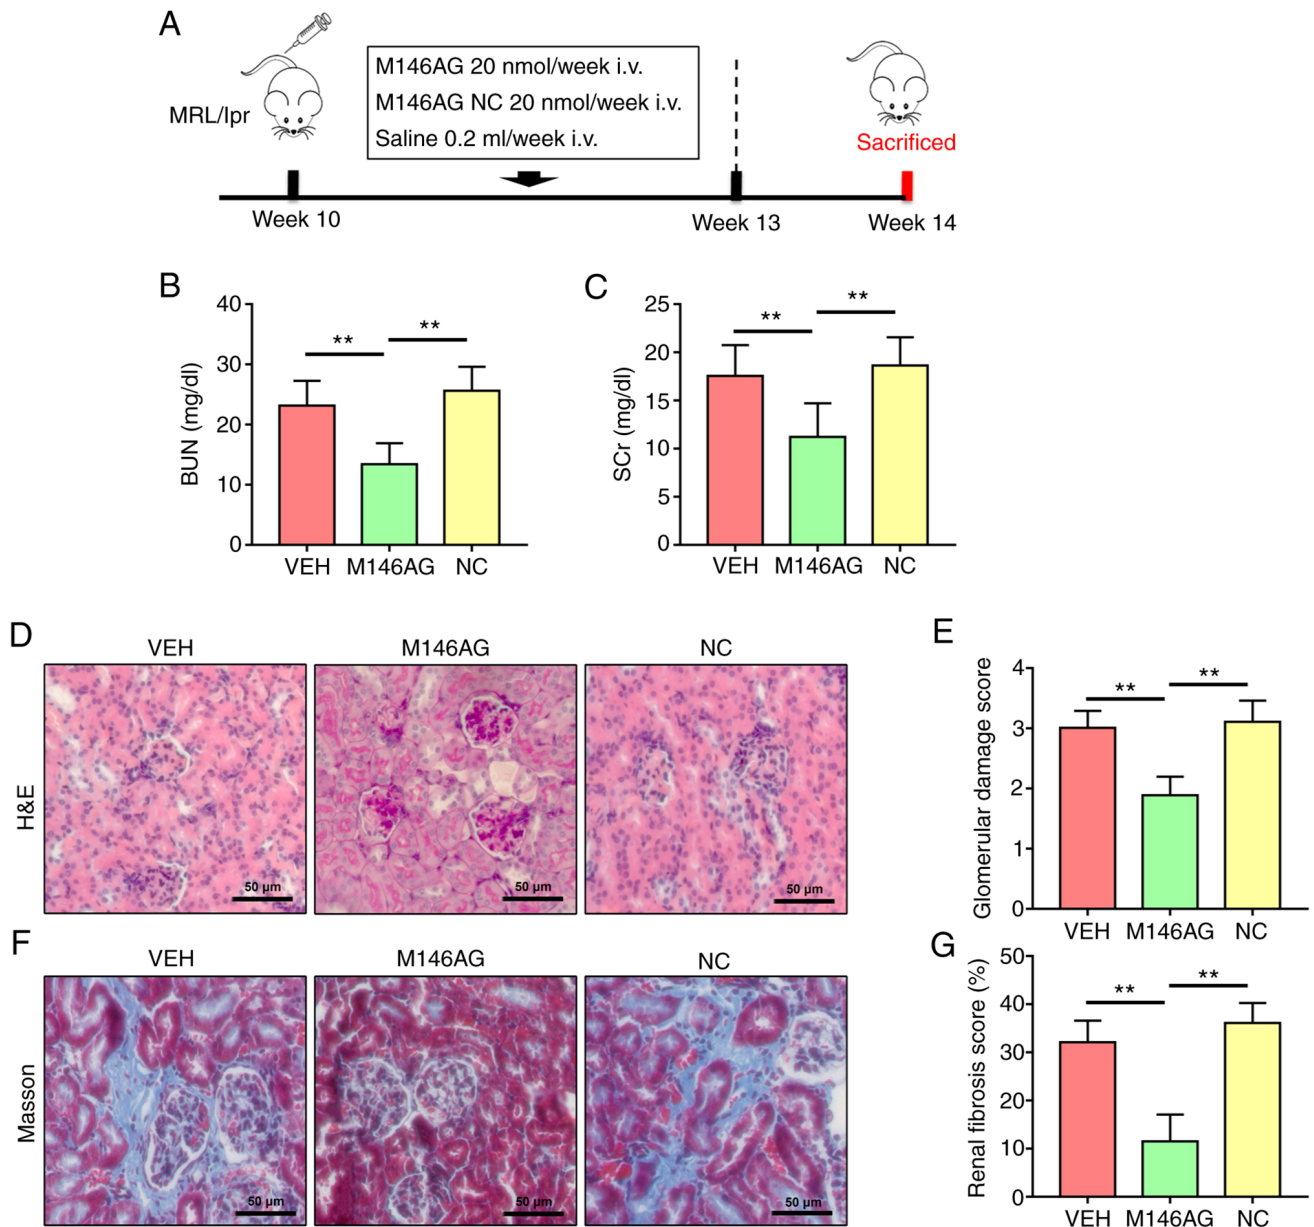 A
MRL/lpr
M146AG 20 nmol/week i.v.
M146AG NC 20 nmol/week i.v.
Saline 0.2 ml/week i.v.
Sacrificed
Week 10
Week 13
Week 14
B
BUN (mg/dl)
40
30
20
10
0
**
**
VEH
M146AG
NC
C
SCr (mg/dl)
25
20
15
10
5
0
**
**
VEH
M146AG
NC
D
VEH
M146AG
NC
H&E
50 µm
50 µm
50 µm
E
Glomerular damage score
4
3
2
1
0
**
**
VEH
M146AG
NC
F
VEH
M146AG
NC
Masson
50 µm
50 µm
50 µm
G
Renal fibrosis score (%)
50
40
30
20
10
0
**
**
VEH
M146AG
NC